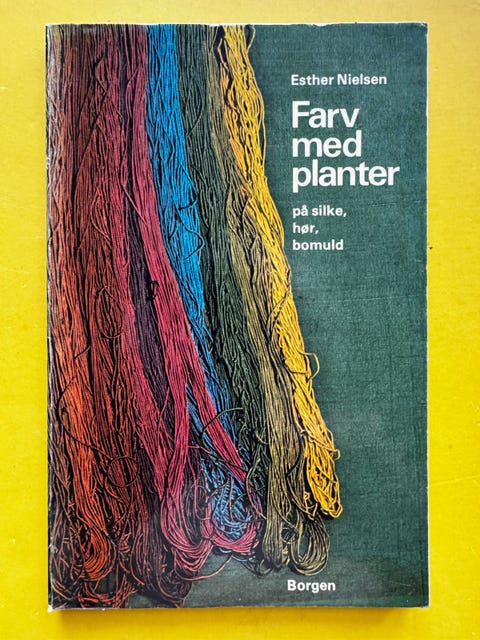 Esther Nielsen
Farv
med
planter
på silke,
hør,
bomuld
Borgen